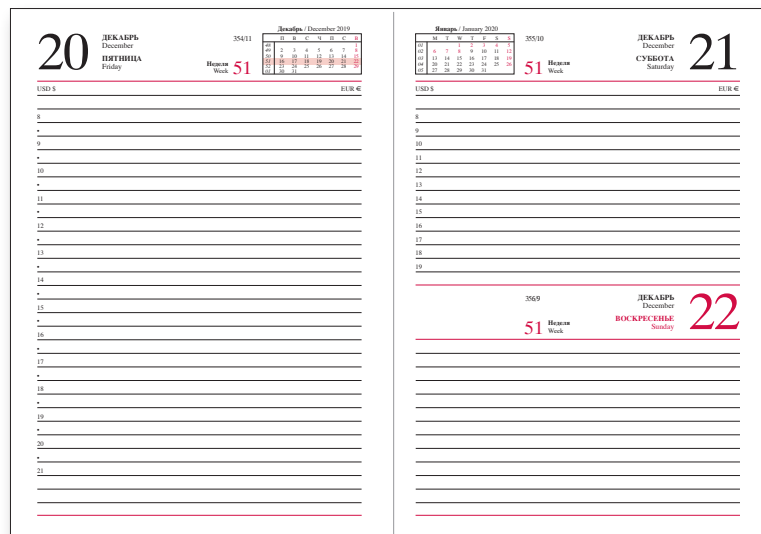 20
ДЕКАБРЬ
December
ПЯТНИЦА
Friday
354/11
Неделя
Week
51
Декабрь / December 2019
П В С Ч П С В
48 1
49 2 3 4 5 6 7 8
50 9 10 11 12 13 14 15
51 16 17 18 19 20 21 22
52 23 24 25 26 27 28 29
01 30 31
USD $ EUR €
8
•
9
•
10
•
11
•
12
•
13
•
14
•
15
•
16
•
17
•
18
•
19
•
20
•
21
Январь / January 2020
M T W T F S S
01 1 2 3 4 5
02 6 7 8 9 10 11 12
03 13 14 15 16 17 18 19
04 20 21 22 23 24 25 26
05 27 28 29 30 31
355/10
51
Неделя
Week
ДЕКАБРЬ
December
СУББОТА
Saturday
21
USD $ EUR €
8
9
10
11
12
13
14
15
16
17
18
19
356/9
51
Неделя
Week
ДЕКАБРЬ
December
ВОСКРЕСЕНЬЕ
Sunday
22